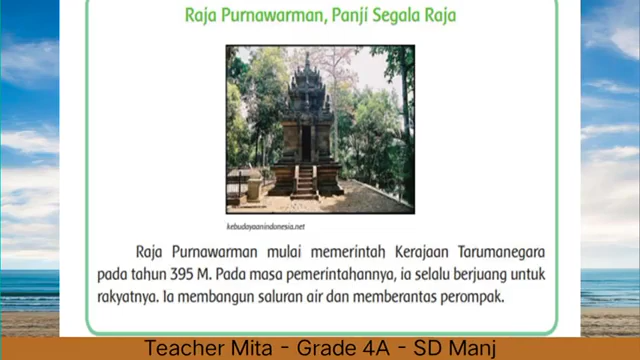 Raja Purnawarman, Panji Segala Raja
kebudayaanindonesia.net
Raja Purnawarman mulai memerintah Kerajaan Tarumanegara
pada tahun 395 M. Pada masa pemerintahannya, ia selalu berjuang untuk
rakyatnya. Ia membangun saluran air dan memberantas perompak.
Teacher Mita - Grade 4A - SD Manj